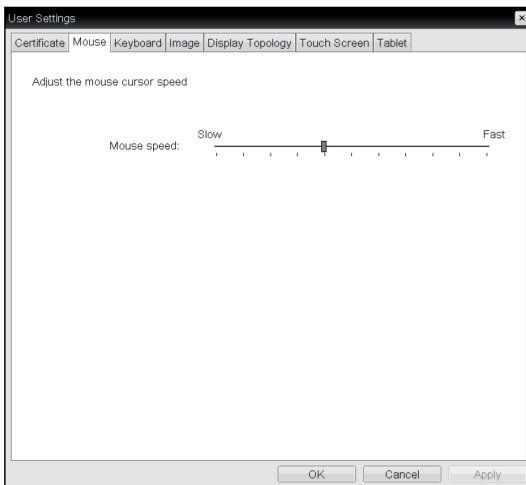 User Settings
Certificate Mouse Keyboard Image Display Topology Touch Screen Tablet
Adjust the mouse cursor speed
Slow Fast
Mouse speed:
OK Cancel Apply